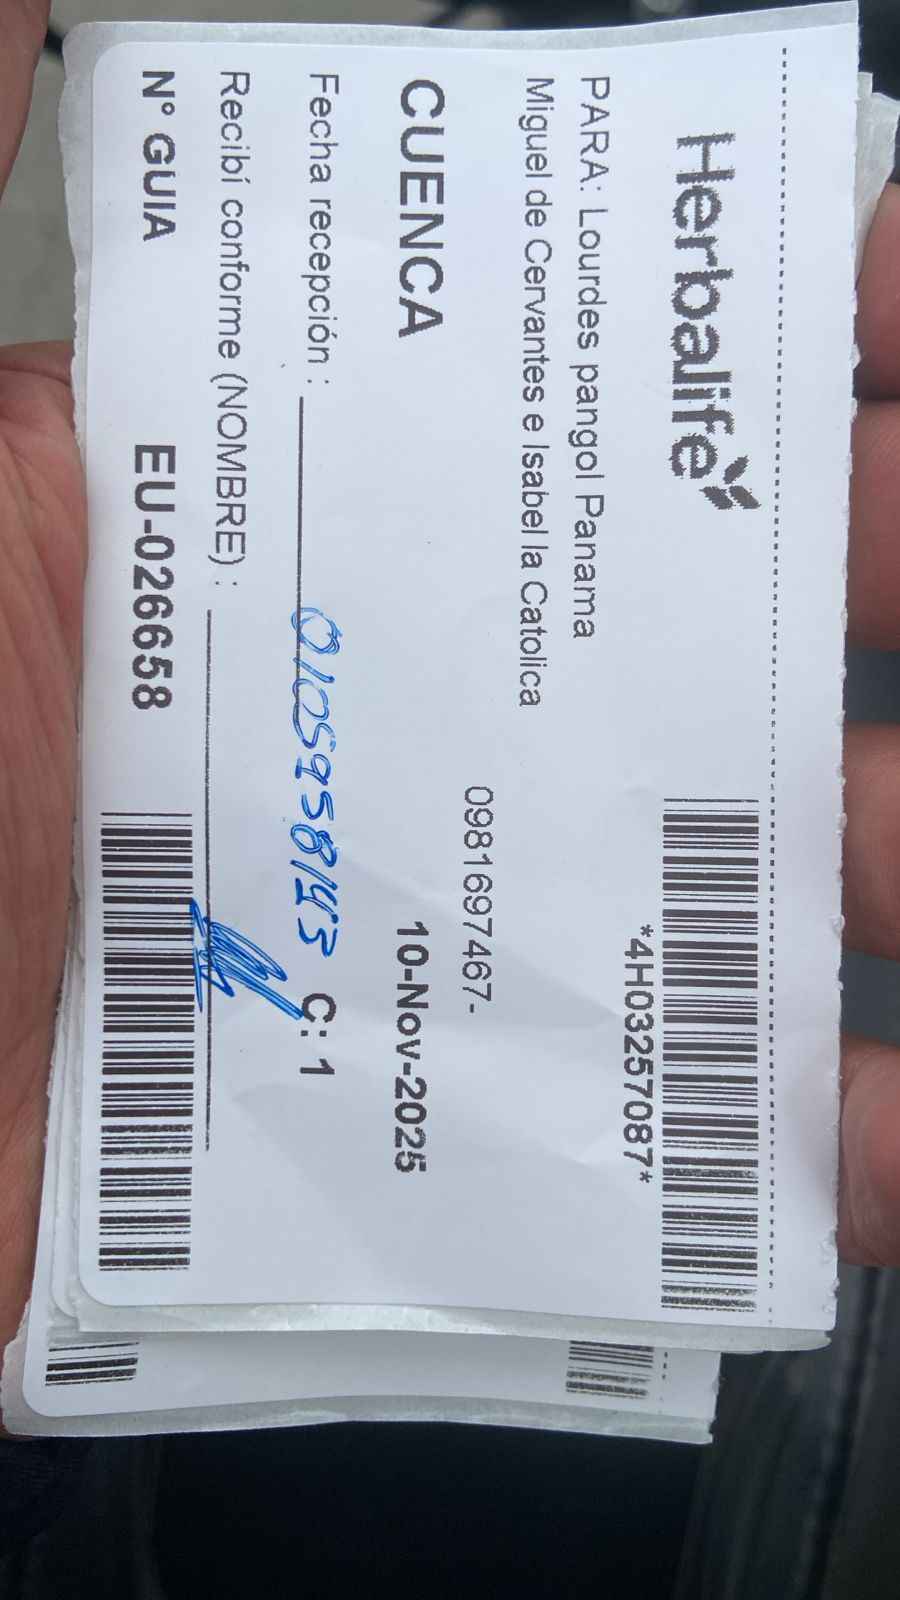 Herbalife
*4H03257087*
PARA: Lourdes pangol Panama
Miguel de Cervantes e Isabel la Catolica
0981697467-
CUENCA 10-Nov-2025
Fecha recepción : 0105958143 C: 1
Recibí conforme (NOMBRE) :
N° GUIA EU-026658